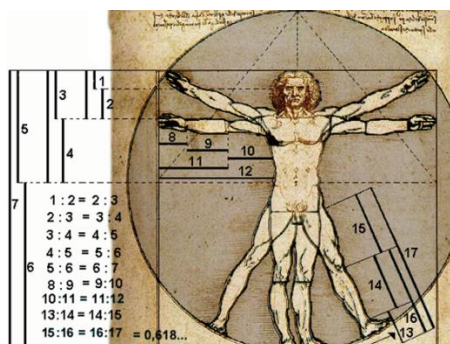 1
2
3
4
5
6
7
8
9
10
11
12
1 : 2 = 2 : 3
2 : 3 = 3 : 4
3 : 4 = 4 : 5
4 : 5 = 5 : 6
5 : 6 = 6 : 7
8 : 9 = 9 : 10
10:11 = 11:12
13:14 = 14:15
15:16 = 16:17 = 0,618...
15
17
14
16
13